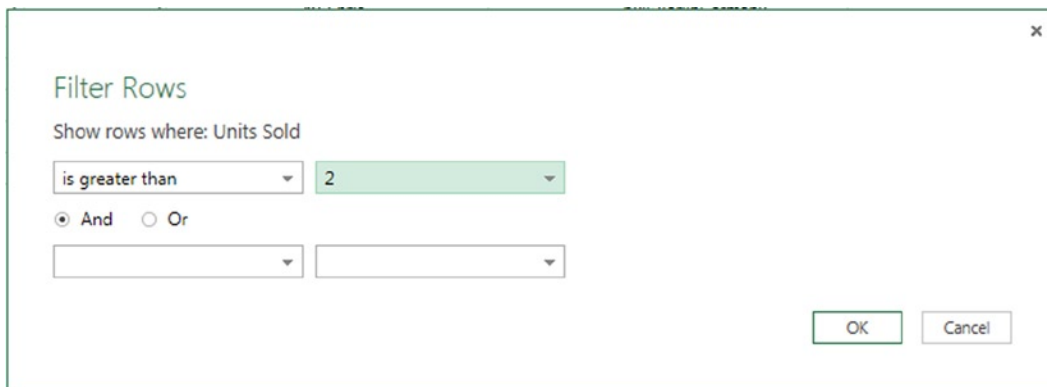 ×
Filter Rows
Show rows where: Units Sold
is greater than 2
And Or
OK Cancel